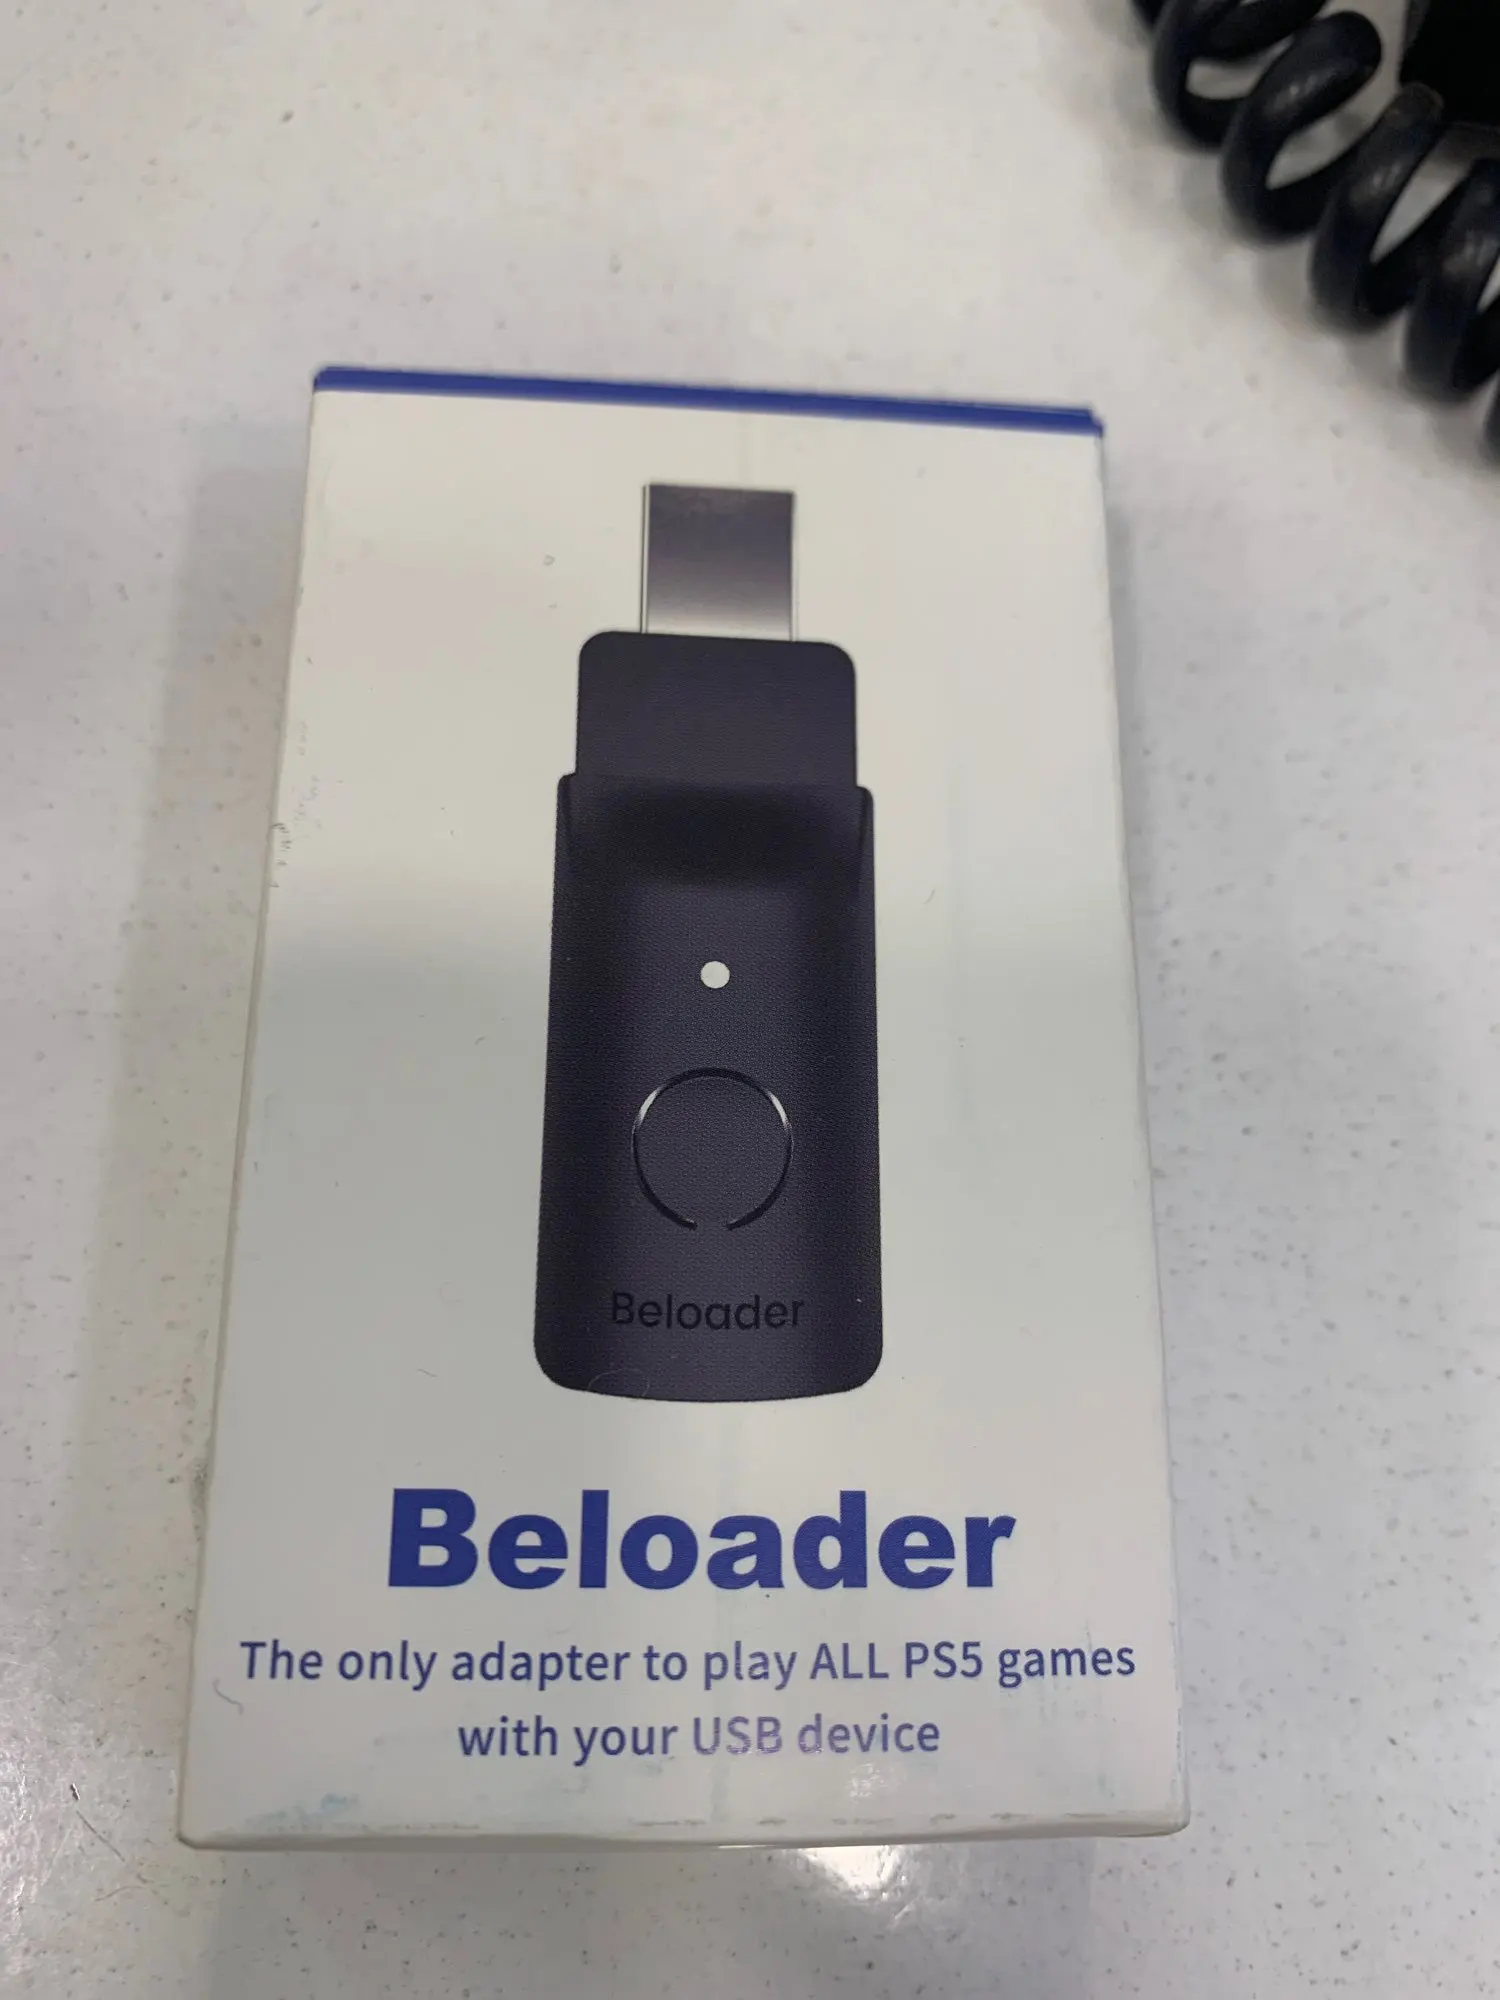 Beloader
Beloader
The only adapter to play ALL PS5 games
with your USB device